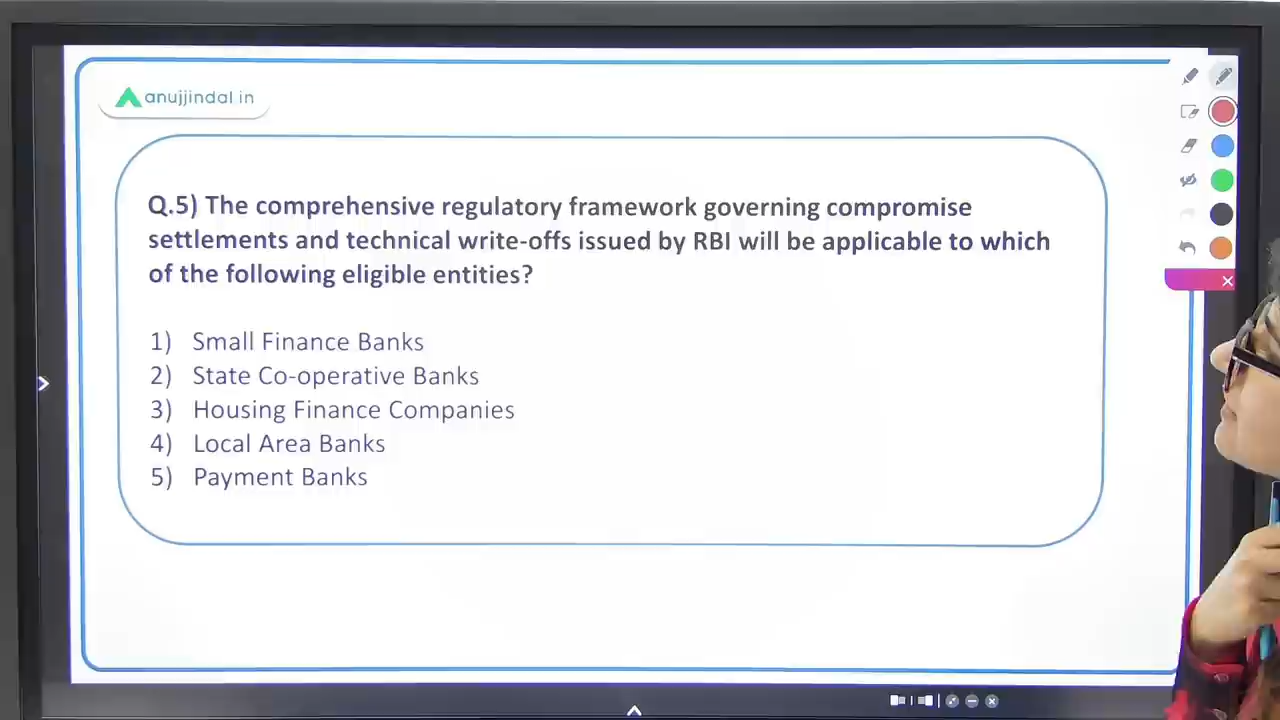 anujjindal.in
Q.5) The comprehensive regulatory framework governing compromise
settlements and technical write-offs issued by RBI will be applicable to which
of the following eligible entities?
1) Small Finance Banks
2) State Co-operative Banks
3) Housing Finance Companies
4) Local Area Banks
5) Payment Banks